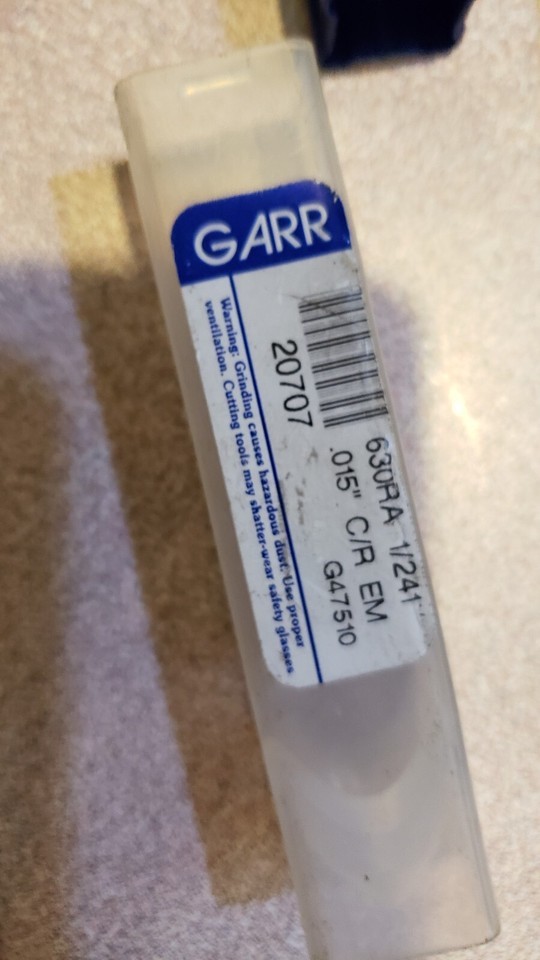 GARR
20707
630RA 1/241
.015" C/R EM
G47510
Warning: Grinding causes hazardous dust. Use proper
ventilation. Cutting tools may shatter-wear safety glasses